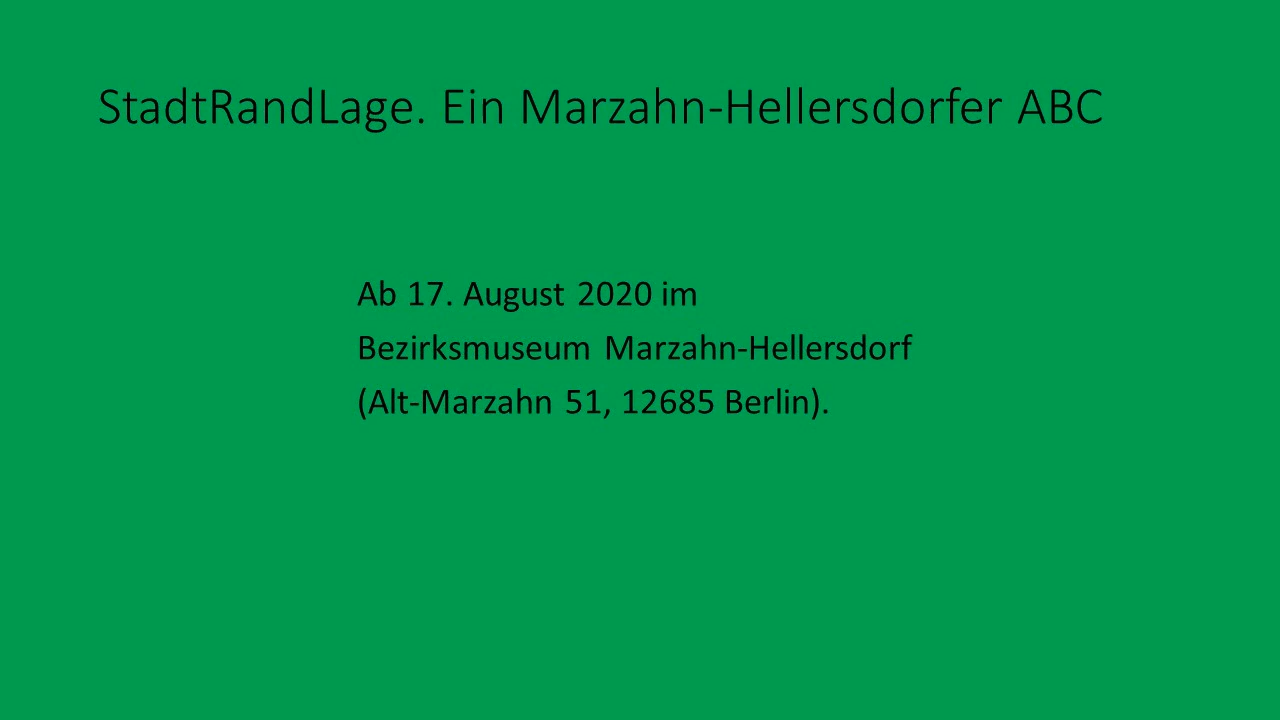 StadtRandLage. Ein Marzahn-Hellersdorfer ABC
Ab 17. August 2020 im
Bezirksmuseum Marzahn-Hellersdorf
(Alt-Marzahn 51, 12685 Berlin).